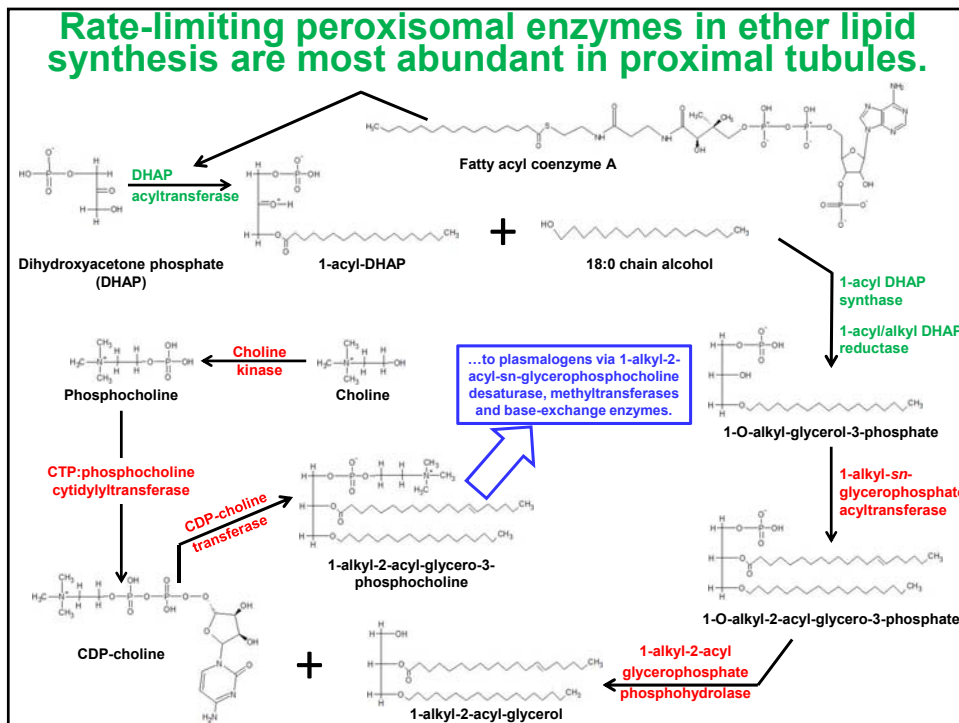 Rate-limiting peroxisomal enzymes in ether lipid
synthesis are most abundant in proximal tubules.
Fatty acyl coenzyme A
DHAP
acyltransferase
Dihydroxyacetone phosphate
(DHAP)
1-acyl-DHAP
+
18:0 chain alcohol
1-acyl DHAP
synthase
1-acyl/alkyl DHAP
reductase
1-O-alkyl-glycerol-3-phosphate
Choline
kinase
Phosphocholine
Choline
...to plasmalogens via 1-alkyl-2-
acyl-sn-glycerophosphocholine
desaturase, methyltransferases
and base-exchange enzymes.
CTP:phosphocholine
cytidylyltransferase
CDP-choline
transferase
1-alkyl-2-acyl-glycero-3-
phosphocholine
1-alkyl-sn-
glycerophosphate
acyltransferase
1-O-alkyl-2-acyl-glycero-3-phosphate
CDP-choline
+
1-alkyl-2-acyl-glycerol
1-alkyl-2-acyl
glycerophosphate
phosphohydrolase